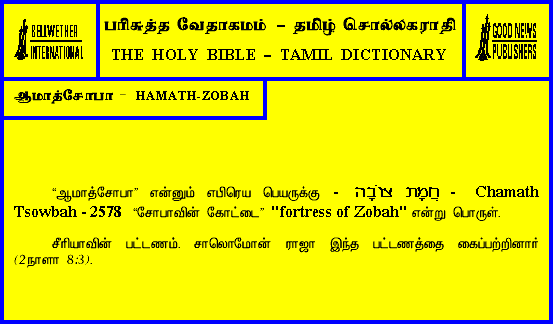 BELLWETHER
INTERNATIONAL
பரிசுத்த வேதாகமம் – தமிழ் சொல்லகராதி
THE HOLY BIBLE – TAMIL DICTIONARY
GOOD NEWS
PUBLISHERS
ஆமாத்சோபா – HAMATH-ZOBAH
“ஆமாத்சோபா” என்னும் எபிரெய பெயருக்கு - חֲמָת צוֹבָה - Chamath
Tsowbah - 2578 “சோபாவின் கோட்டை” "fortress of Zobah" என்று பொருள்.
சீரியாவின் பட்டணம். சாலொமோன் ராஜா இந்த பட்டணத்தை கைப்பற்றினார்
(2நாளா 8:3).